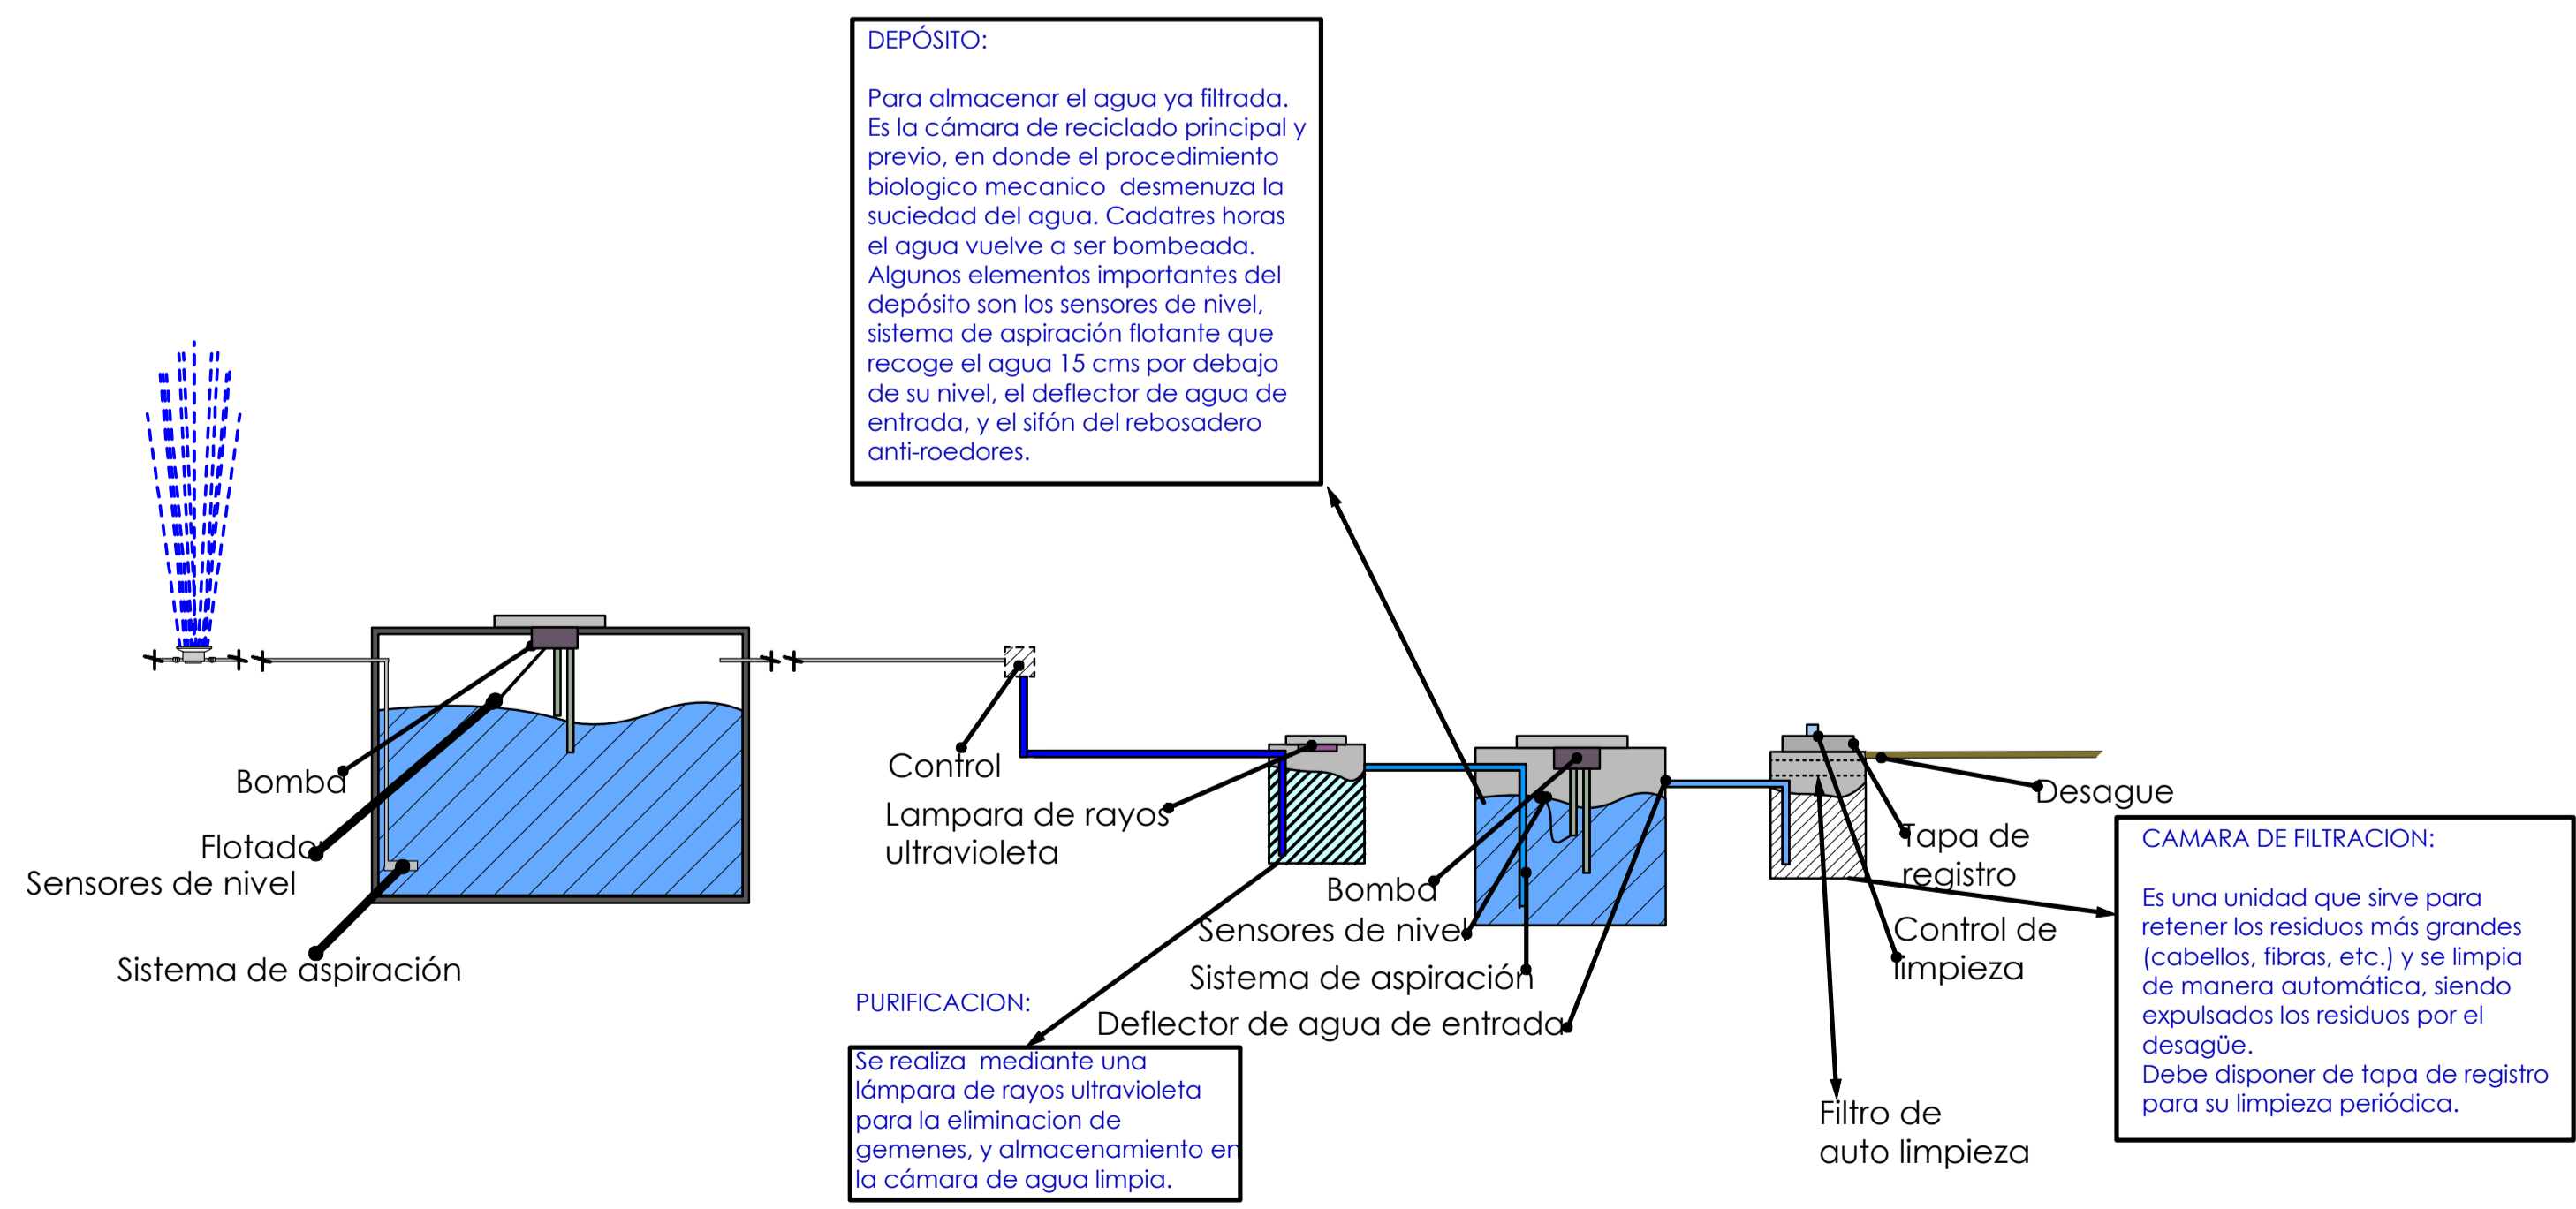 DEPÓSITO:
Para almacenar el agua ya filtrada.
Es la cámara de reciclado principal y
previo, en donde el procedimiento
biologico mecanico desmenuza la
suciedad del agua. Cadatres horas
el agua vuelve a ser bombeada.
Algunos elementos importantes del
depósito son los sensores de nivel,
sistema de aspiración flotante que
recoge el agua 15 cms por debajo
de su nivel, el deflector de agua de
entrada, y el sifón del rebosadero
anti-roedores.
Bomba
Flotador
Sensores de nivel
Sistema de aspiración
Control
Lampara de rayos
ultravioleta
Bomba
Sensores de nivel
Sistema de aspiración
Deflector de agua de entrada
PURIFICACION:
Se realiza mediante una
lámpara de rayos ultravioleta
para la eliminacion de
gemenes, y almacenamiento en
la cámara de agua limpia.
Desague
Tapa de
registro
Control de
limpieza
Filtro de
auto limpieza
CAMARA DE FILTRACION:
Es una unidad que sirve para
retener los residuos más grandes
(cabellos, fibras, etc.) y se limpia
de manera automática, siendo
expulsados los residuos por el
desagüe.
Debe disponer de tapa de registro
para su limpieza periódica.